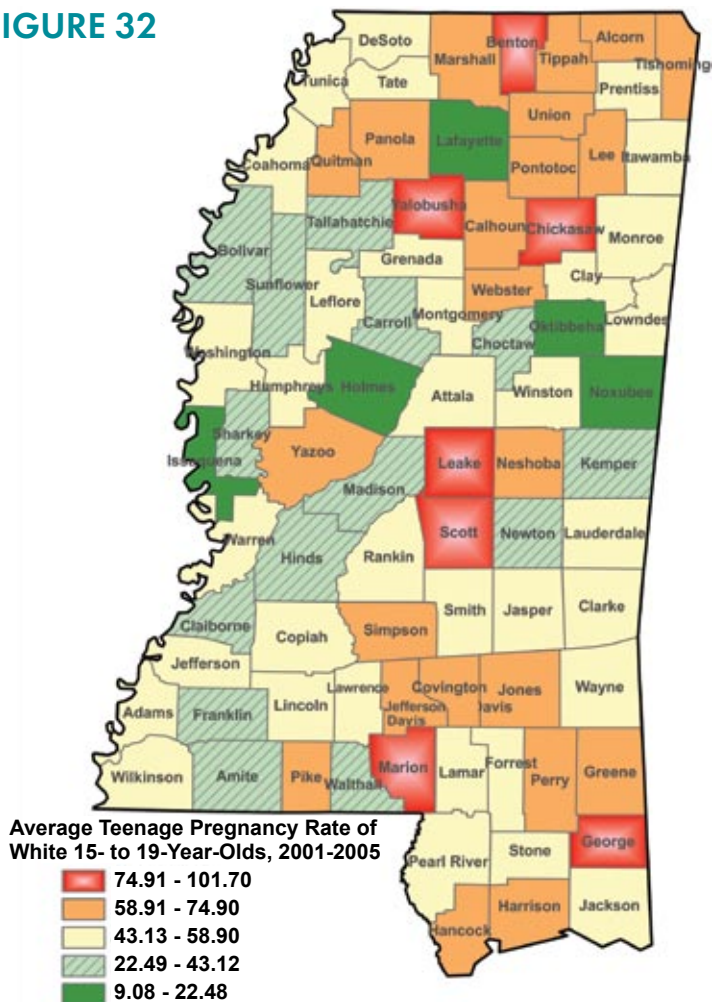 IGURE 32
DeSoto
Benton
Alcorn
Marshall
Tippah
Tishomingo
Tunica
Tate
Prentiss
Union
Panola
Lafayette
Coahoma
Quitman
Pontotoc
Lee
Itawamba
Yalobusha
Tallahatchie
Calhoun
Chickasaw
Monroe
Bolivar
Grenada
Sunflower
Clay
Leflore
Webster
Carroll
Montgomery
Oktibbeha
Lowndes
Choctaw
Washington
Humphreys
Holmes
Attala
Winston
Noxubee
Sharkey
Yazoo
Issaquena
Leake
Neshoba
Kemper
Madison
Warren
Hinds
Rankin
Scott
Newton
Lauderdale
Claiborne
Copiah
Simpson
Smith
Jasper
Clarke
Jefferson
Lawrence
Covington
Jones
Wayne
Adams
Franklin
Lincoln
Jefferson
Davis
Davis
Wilkinson
Amite
Pike
Walthall
Marion
Lamar
Forrest
Perry
Greene
George
Pearl River
Stone
Hancock
Harrison
Jackson
Average Teenage Pregnancy Rate of
White 15- to 19-Year-Olds, 2001-2005
74.91 - 101.70
58.91 - 74.90
43.13 - 58.90
22.49 - 43.12
9.08 - 22.48